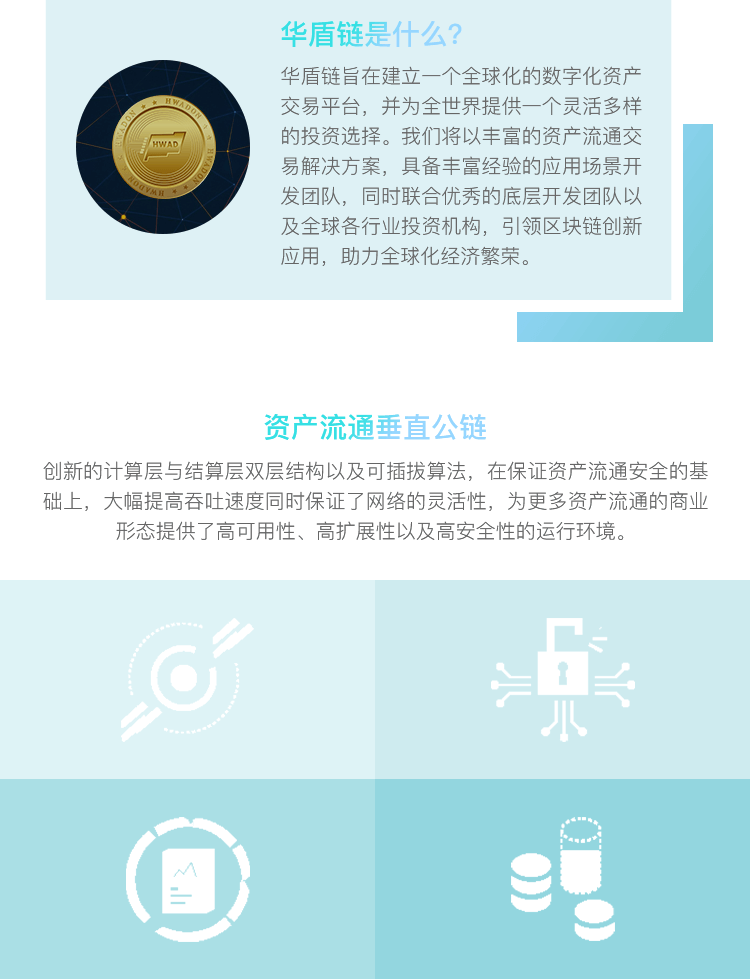 华盾链是什么?
华盾链旨在建立一个全球化的数字化资产
交易平台，并为全世界提供一个灵活多样
的投资选择。我们将以丰富的资产流通交
易解决方案，具备丰富经验的应用场景开
发团队，同时联合优秀的底层开发团队以
及全球各行业投资机构，引领区块链创新
应用，助力全球化经济繁荣。
HWADON
HWAD
HWADON
HWADON
HWADON
资产流通垂直公链
创新的计算层与结算层双层结构以及可插拔算法，在保证资产流通安全的基
础上，大幅提高吞吐速度同时保证了网络的灵活性，为更多资产流通的商业
形态提供了高可用性、高扩展性以及高安全性的运行环境。